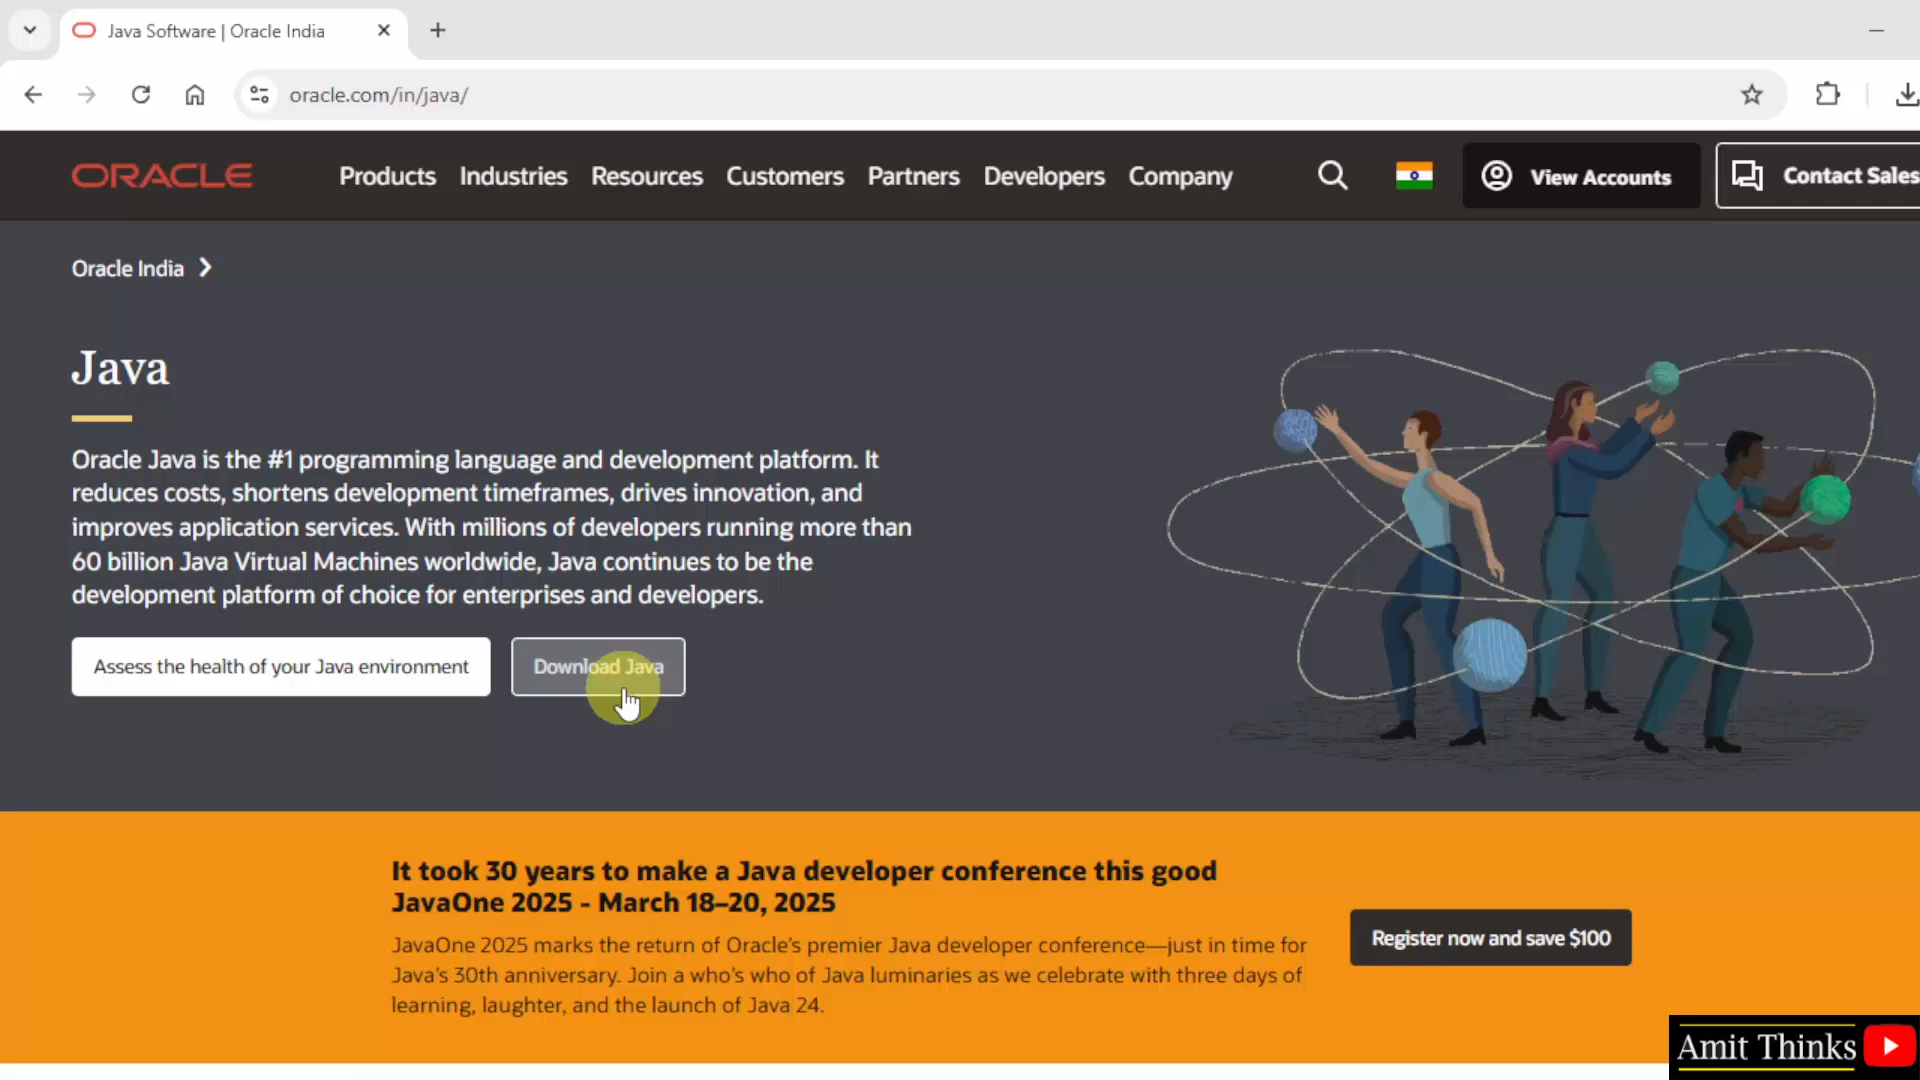 Java Software | Oracle India
oracle.com/in/java/
ORACLE
Products
Industries
Resources
Customers
Partners
Developers
Company
View Accounts
Contact Sales
Oracle India
Java
Oracle Java is the #1 programming language and development platform. It
reduces costs, shortens development timeframes, drives innovation, and
improves application services. With millions of developers running more than
60 billion Java Virtual Machines worldwide, Java continues to be the
development platform of choice for enterprises and developers.
Assess the health of your Java environment
Download Java
It took 30 years to make a Java developer conference this good
JavaOne 2025 - March 18–20, 2025
JavaOne 2025 marks the return of Oracle's premier Java developer conference—just in time for
Java's 30th anniversary. Join a who's who of Java luminaries as we celebrate with three days of
learning, laughter, and the launch of Java 24.
Register now and save $100
Amit Thinks